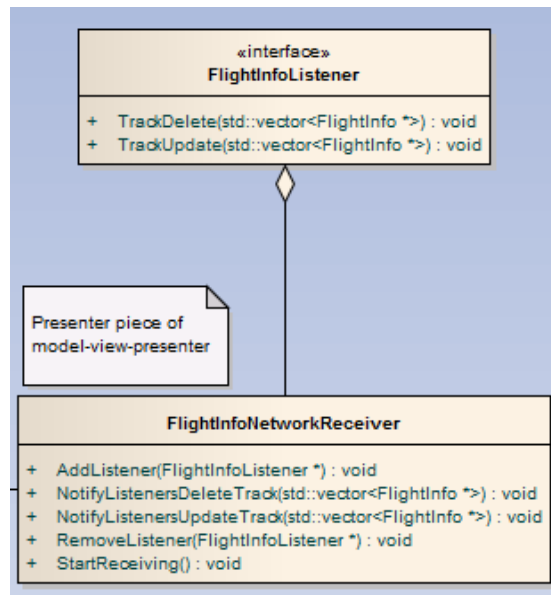 «interface»
FlightInfoListener
+ TrackDelete(std::vector<FlightInfo *>) : void
+ TrackUpdate(std::vector<FlightInfo *>) : void
Presenter piece of
model-view-presenter
FlightInfoNetworkReceiver
+ AddListener(FlightInfoListener *) : void
+ NotifyListenersDeleteTrack(std::vector<FlightInfo *>) : void
+ NotifyListenersUpdateTrack(std::vector<FlightInfo *>) : void
+ RemoveListener(FlightInfoListener *) : void
+ StartReceiving() : void